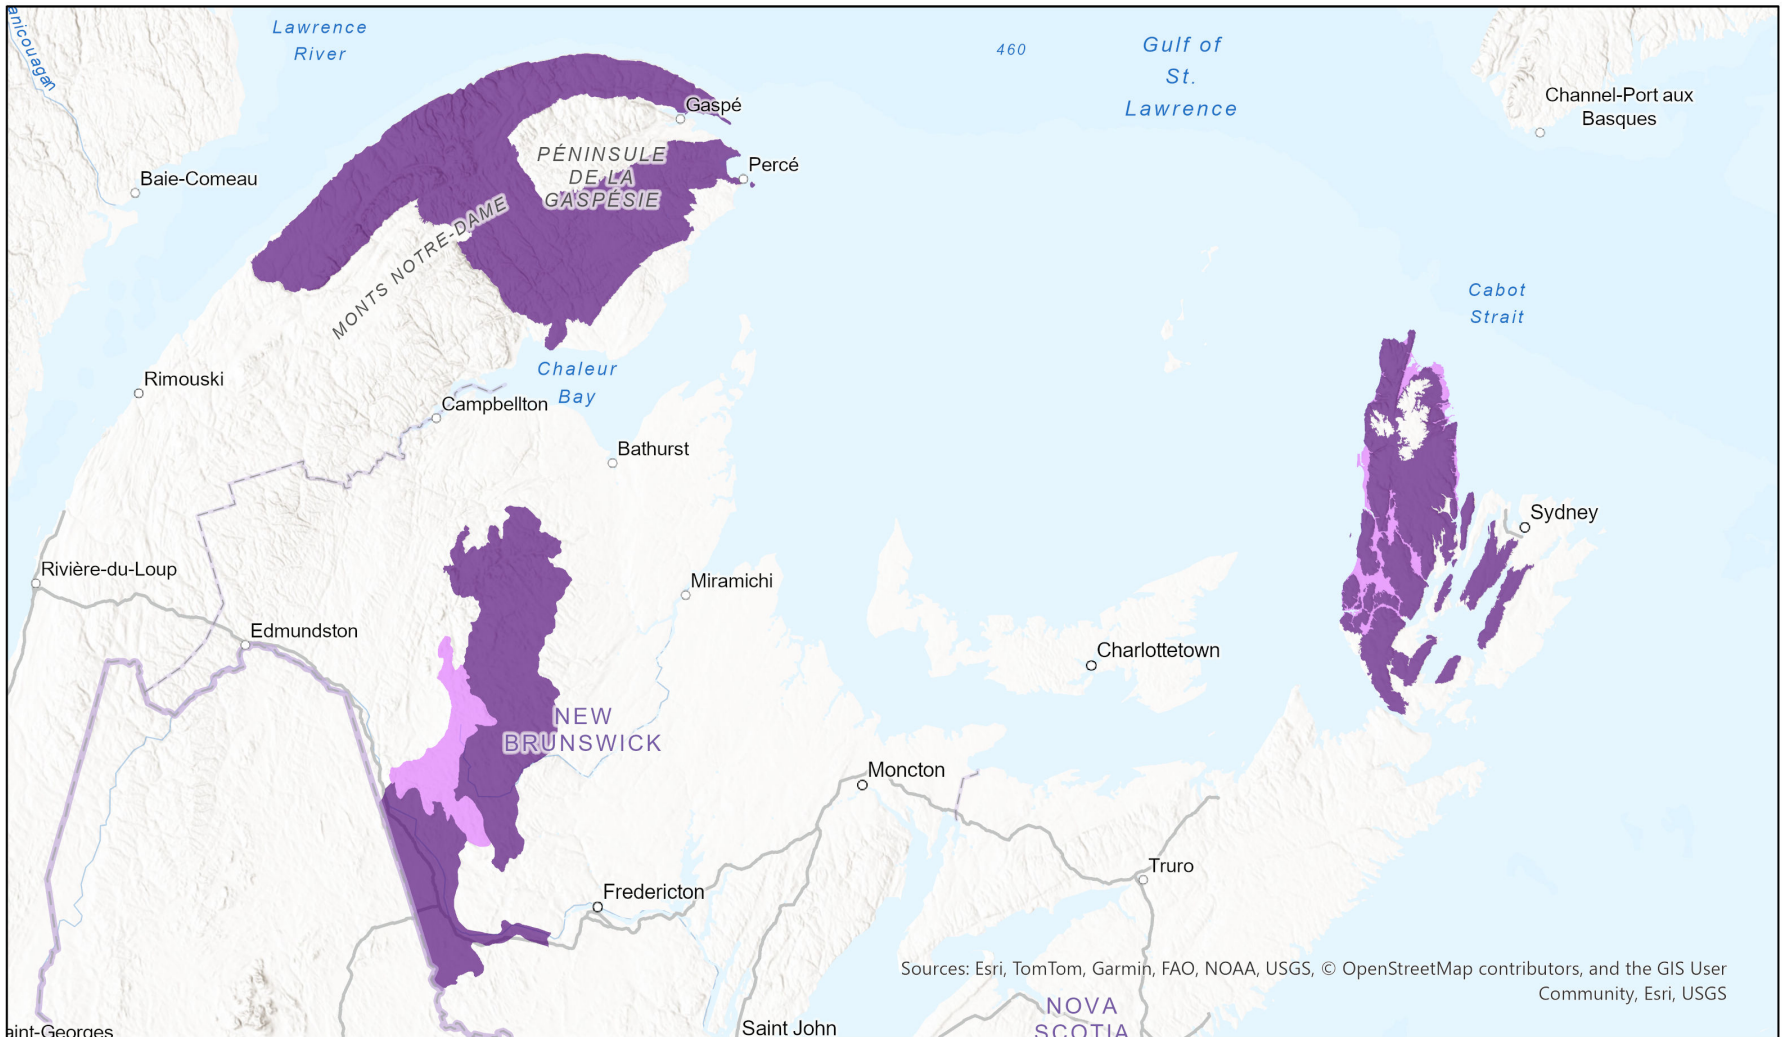 anicouagan
Lawrence
River
460
Gulf of
St.
Lawrence
Channel-Port aux
Basques
Gaspé
PÉNINSULE
DE LA
GASPÉSIE
Percé
Baie-Comeau
MONTS NOTRE-DAME
Cabot
Strait
Rimouski
Chaleur
Bay
Campbellton
Bathurst
Sydney
Rivière-du-Loup
Miramichi
Edmundston
Charlottetown
NEW
BRUNSWICK
Moncton
Truro
Fredericton
Sources: Esri, TomTom, Garmin, FAO, NOAA, USGS, © OpenStreetMap contributors, and the GIS User
Community, Esri, USGS
NOVA
SCOTIA
aint-Georges
Saint John